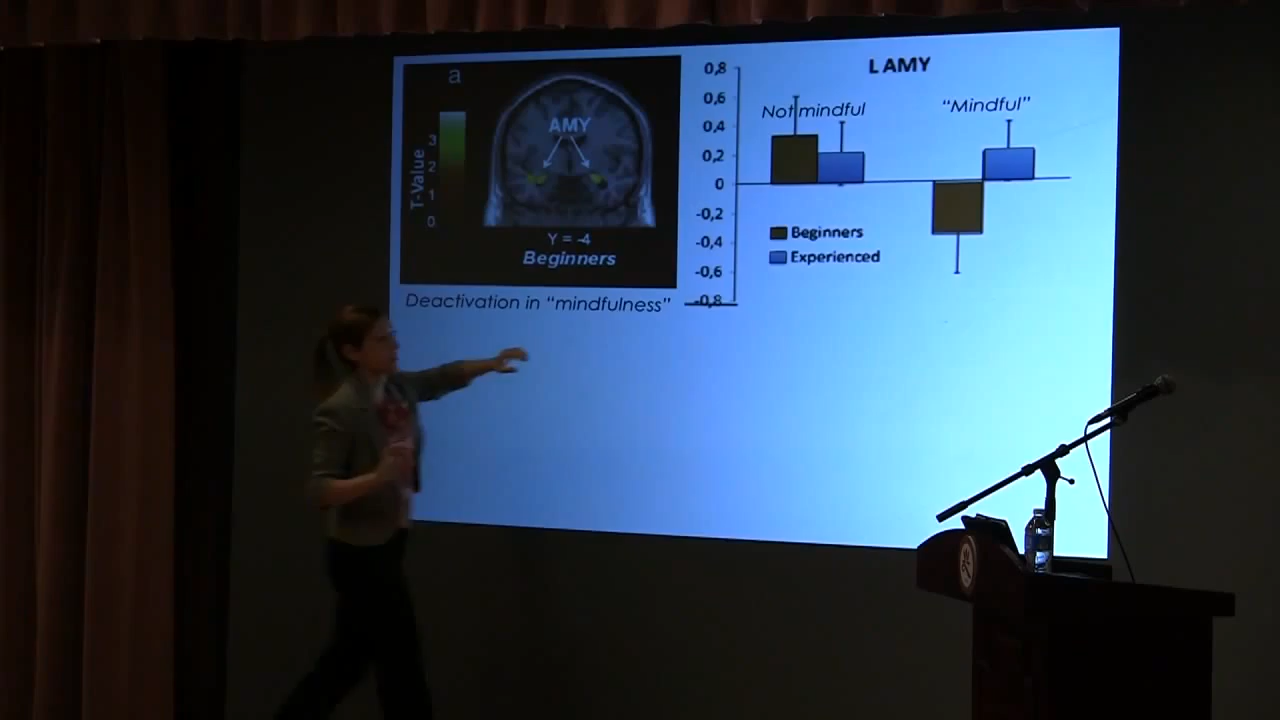 a
3
2
1
0
T-Value
AMY
Y = -4
Beginners
Deactivation in “mindfulness”
L AMY
0,8
0,6
0,4
0,2
0
-0,2
-0,4
-0,6
-0,8
Not mindful
“Mindful”
Beginners
Experienced